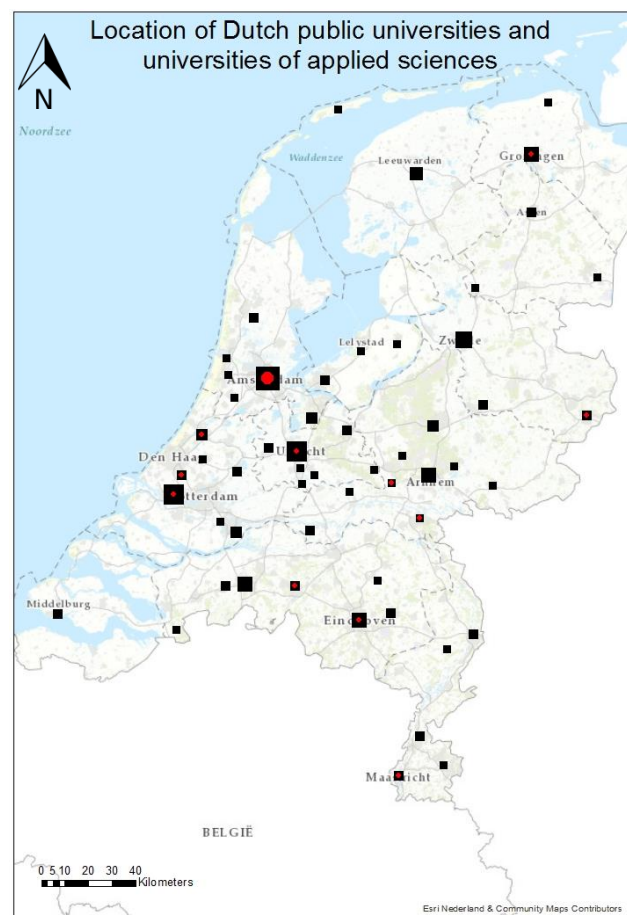 Location of Dutch public universities and
universities of applied sciences
N
Noordzee
Waddenzee
Leeuwarden
Lelystad
Den Haa
Middelburg
BELGIË
0 5 10 20 30 40
Kilometers
Esri Nederland & Community Maps Contributors